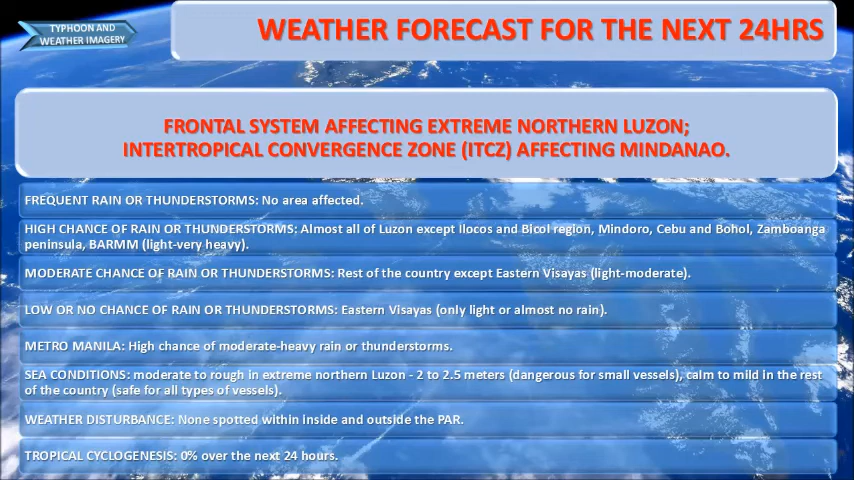 TYPHOON AND
WEATHER IMAGERY
WEATHER FORECAST FOR THE NEXT 24HRS
FRONTAL SYSTEM AFFECTING EXTREME NORTHERN LUZON;
INTERTROPICAL CONVERGENCE ZONE (ITCZ) AFFECTING MINDANAO.
FREQUENT RAIN OR THUNDERSTORMS: No area affected.
HIGH CHANCE OF RAIN OR THUNDERSTORMS: Almost all of Luzon except Ilocos and Bicol region, Mindoro, Cebu and Bohol, Zamboanga
peninsula, BARMM (light-very heavy).
MODERATE CHANCE OF RAIN OR THUNDERSTORMS: Rest of the country except Eastern Visayas (light-moderate).
LOW OR NO CHANCE OF RAIN OR THUNDERSTORMS: Eastern Visayas (only light or almost no rain).
METRO MANILA: High chance of moderate-heavy rain or thunderstorms.
SEA CONDITIONS: moderate to rough in extreme northern Luzon - 2 to 2.5 meters (dangerous for small vessels), calm to mild in the rest
of the country (safe for all types of vessels).
WEATHER DISTURBANCE: None spotted within inside and outside the PAR.
TROPICAL CYCLOGENESIS: 0% over the next 24 hours.